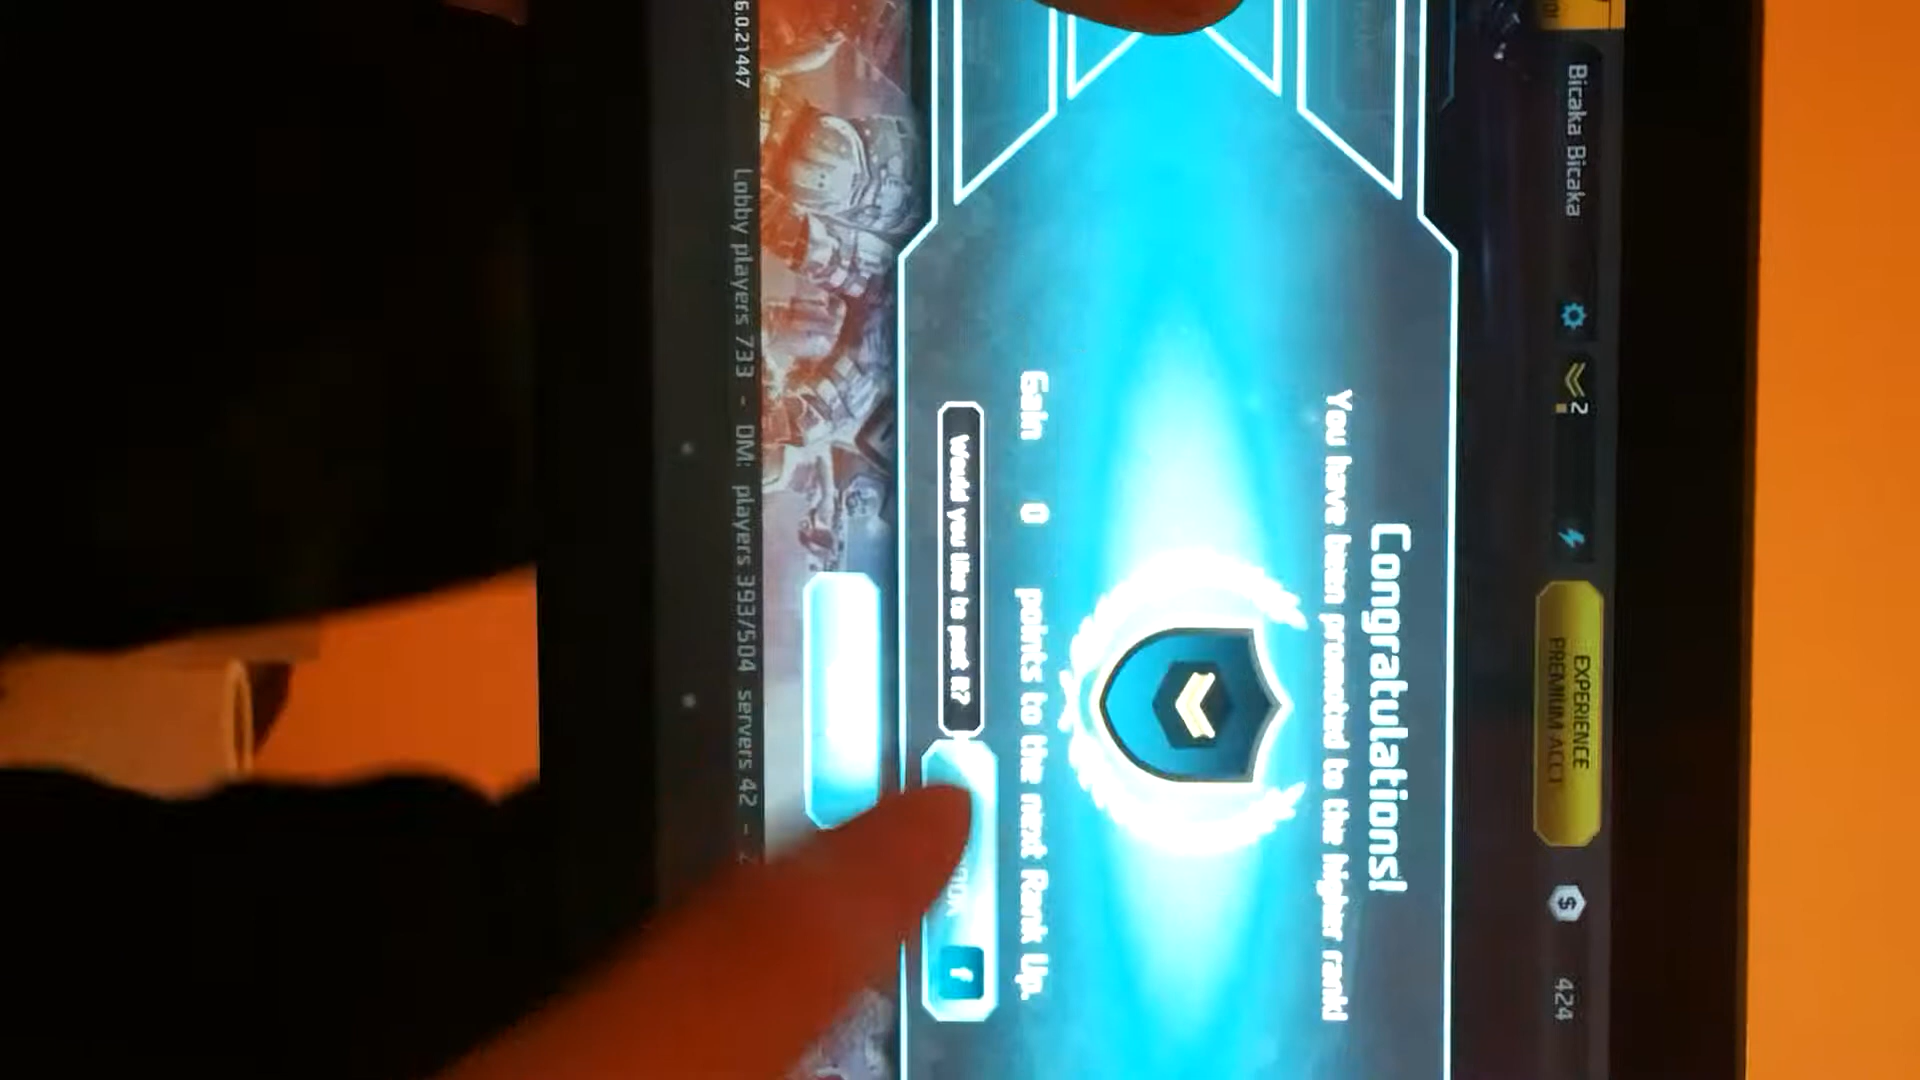 Bicaka Bicaka
2
EXPERIENCE
PREMIUM ACCT
424
Congratulations!
You have been promoted to the higher rank!
Gain 0 points to the next Rank Up.
Would you like to post it?
f
6.0.21447
Lobby players 733 - DM: players 393/504 servers 42 -